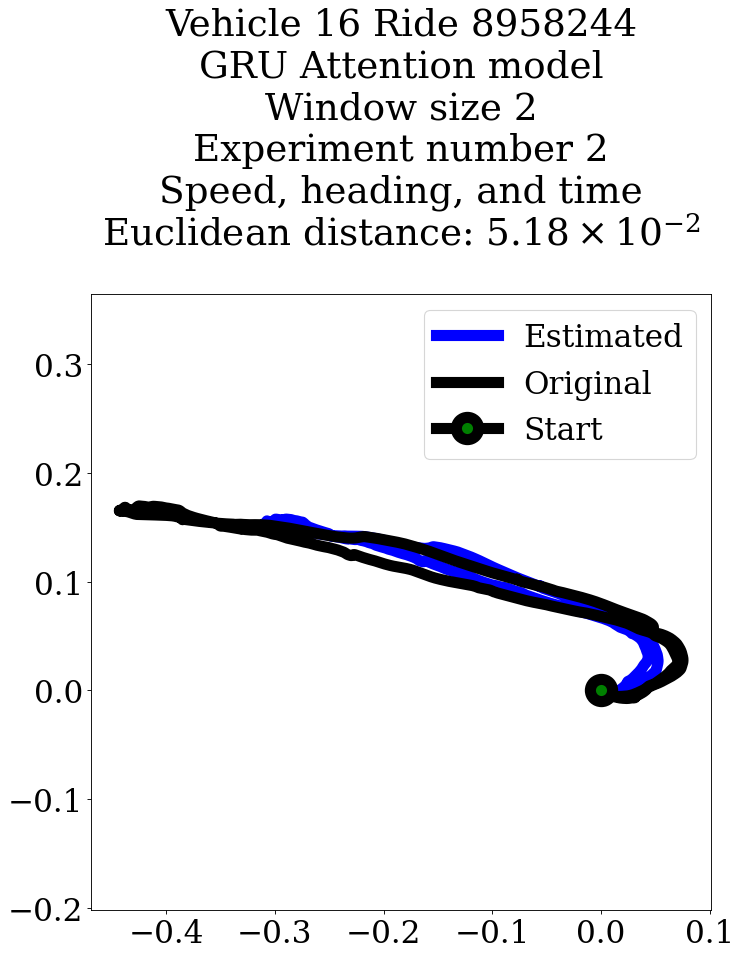 Vehicle 16 Ride 8958244
GRU Attention model
Window size 2
Experiment number 2
Speed, heading, and time
Euclidean distance: 5.18 × 10⁻²
Estimated
Original
Start
0.3
0.2
0.1
0.0
−0.1
−0.2
−0.4 −0.3 −0.2 −0.1 0.0 0.1